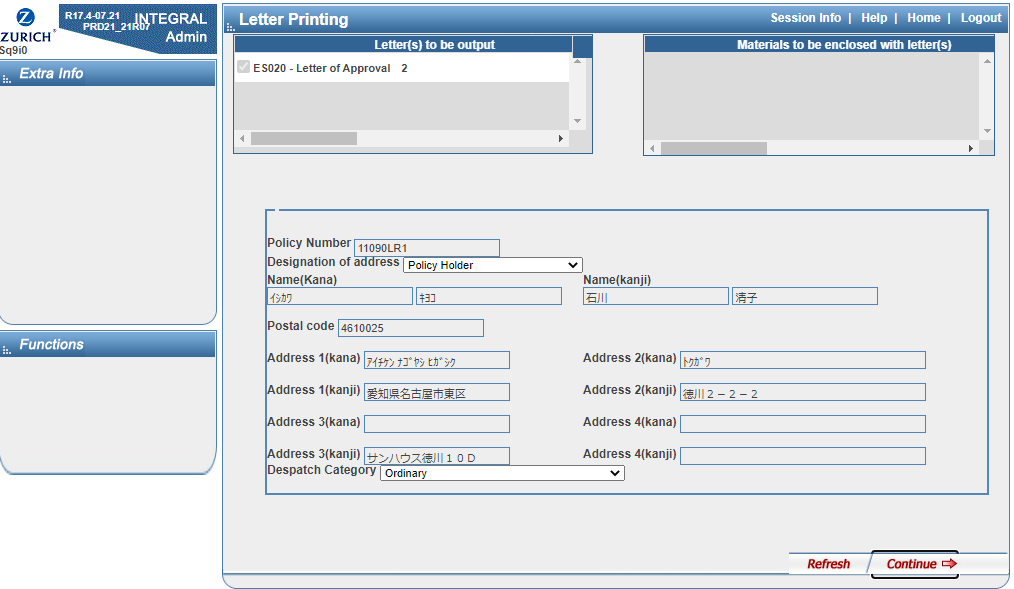 R17.4-07.21
PRD21_21R07
INTEGRAL
Admin
ZURICH
Sq9i0
Letter Printing
Session Info | Help | Home | Logout
Extra Info
Functions
Letter(s) to be output
ES020 - Letter of Approval 2
Materials to be enclosed with letter(s)
Policy Number 11090LR1
Designation of address Policy Holder
Name(Kana) Name(kanji)
ｲｼｶﾜ ｷﾖｺ 石川 清子
Postal code 4610025
Address 1(kana) ｱｲﾁｹﾝ ﾅｺﾞﾔｼ ﾋｶﾞｼｸ Address 2(kana) ﾄｸｶﾞﾜ
Address 1(kanji) 愛知県名古屋市東区 Address 2(kanji) 徳川２－２－２
Address 3(kana) Address 4(kana)
Address 3(kanji) サンハウス徳川１０Ｄ Address 4(kanji)
Despatch Category Ordinary
Refresh Continue